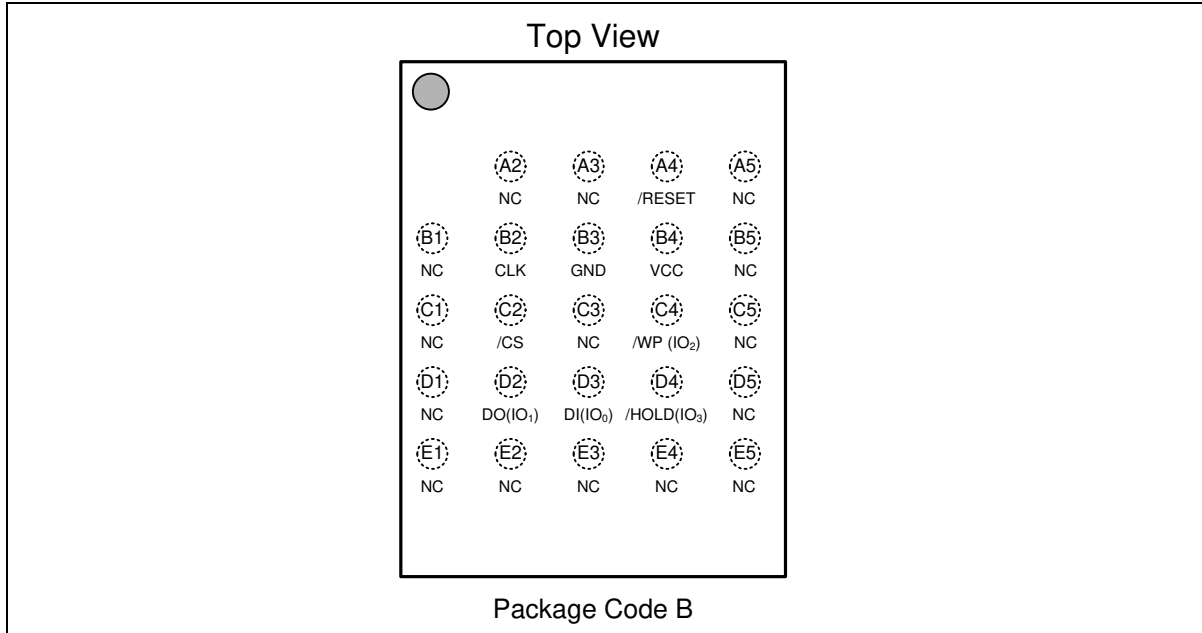 Top View
A2 A3 A4 A5
NC NC /RESET NC
B1 B2 B3 B4 B5
NC CLK GND VCC NC
C1 C2 C3 C4 C5
NC /CS NC /WP (IO₂) NC
D1 D2 D3 D4 D5
NC DO(IO₁) DI(IO₀) /HOLD(IO₃) NC
E1 E2 E3 E4 E5
NC NC NC NC NC
Package Code B